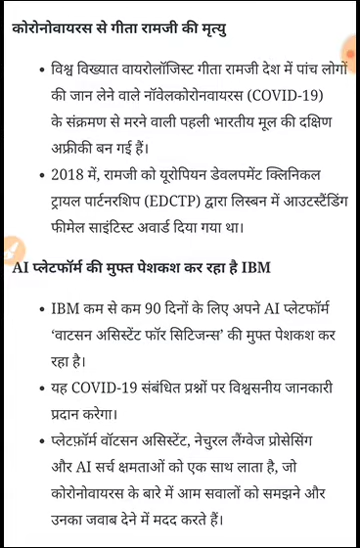 कोरोनोवायरस से गीता रामजी की मृत्यु
• विश्व विख्यात वायरोलॉजिस्ट गीता रामजी देश में पांच लोगों
की जान लेने वाले नॉवेलकोरोनवायरस (COVID-19)
के संक्रमण से मरने वाली पहली भारतीय मूल की दक्षिण
अफ्रीकी बन गई हैं।
• 2018 में, रामजी को यूरोपियन डेवलपमेंट क्लिनिकल
ट्रायल पार्टनरशिप (EDCTP) द्वारा लिस्बन में आउटस्टैंडिंग
फीमेल साइंटिस्ट अवार्ड दिया गया था।
AI प्लेटफॉर्म की मुफ्त पेशकश कर रहा है IBM
• IBM कम से कम 90 दिनों के लिए अपने AI प्लेटफॉर्म
‘वाटसन असिस्टेंट फॉर सिटिजन्स’ की मुफ्त पेशकश कर
रहा है।
• यह COVID-19 संबंधित प्रश्नों पर विश्वसनीय जानकारी
प्रदान करेगा।
• प्लेटफ़ॉर्म वॉटसन असिस्टेंट, नेचुरल लैंग्वेज प्रोसेसिंग
और AI सर्च क्षमताओं को एक साथ लाता है, जो
कोरोनोवायरस के बारे में आम सवालों को समझने और
उनका जवाब देने में मदद करते हैं।